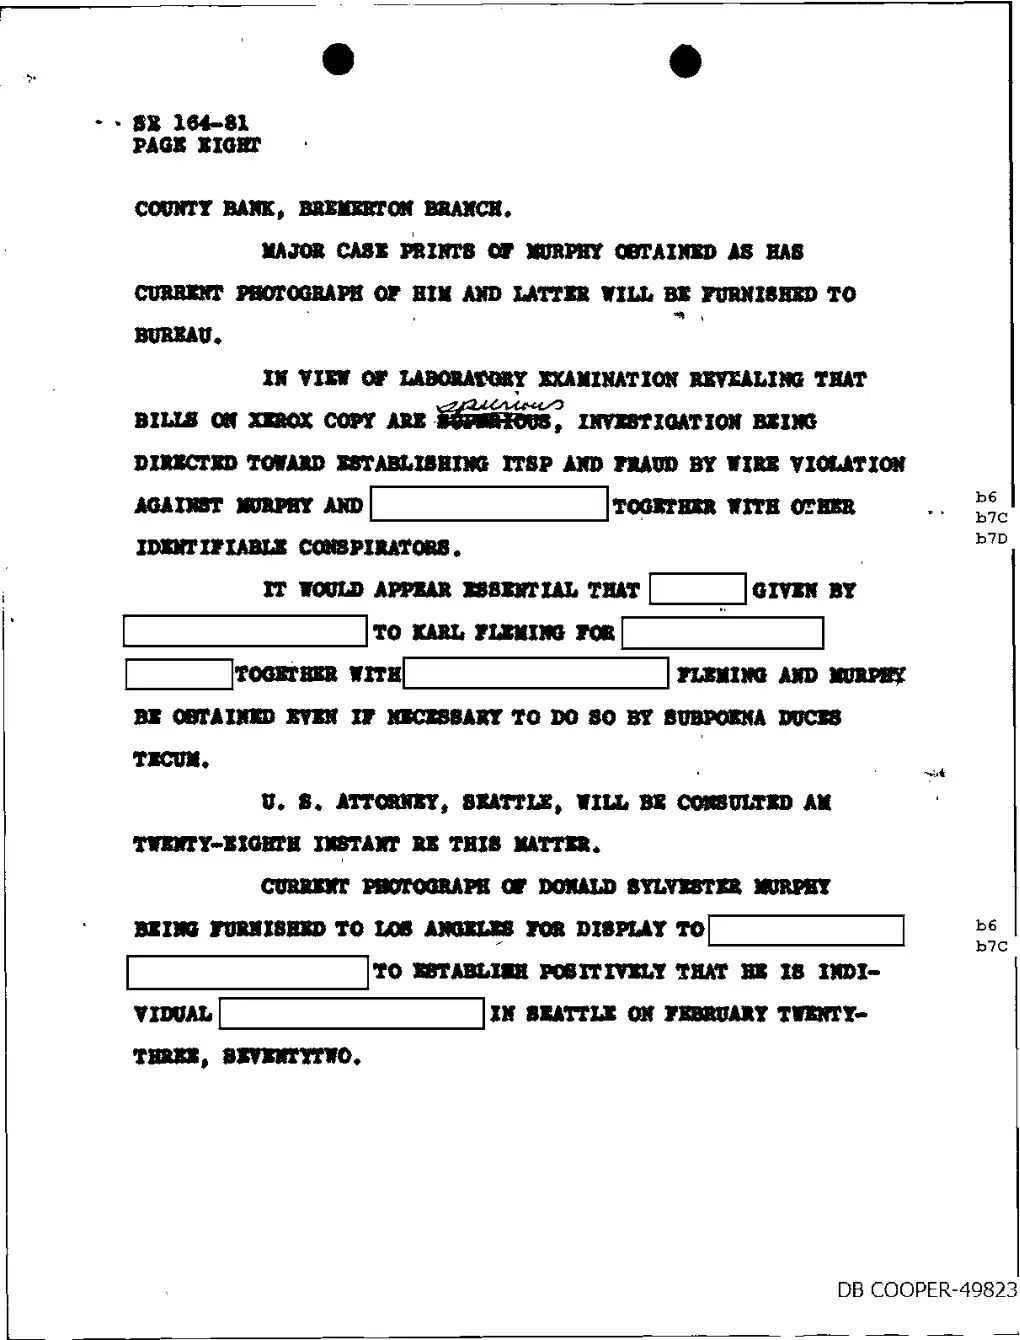 SE 164-81
PAGE EIGHT
COUNTY BANK, BREMERTON BRANCH.
MAJOR CASE PRINTS OF MURPHY OBTAINED AS HAS
CURRENT PHOTOGRAPH OF HIM AND LATTER WILL BE FURNISHED TO
BUREAU.
IN VIEW OF LABORATORY EXAMINATION REVEALING THAT
spurious
BILLS ON XEROX COPY ARE SUPERIOUS, INVESTIGATION BEING
DIRECTED TOWARD ESTABLISHING ITSP AND FRAUD BY WIRE VIOLATION
AGAINST MURPHY AND TOGETHER WITH OTHER
b6
b7C
b7D
IDENTIFIABLE CONSPIRATORS.
IT WOULD APPEAR ESSENTIAL THAT GIVEN BY
TO KARL FLEMING FOR
TOGETHER WITH FLEMING AND MURPHY
BE OBTAINED EVEN IF NECESSARY TO DO SO BY SUBPOENA DUCES
TECUM.
U. S. ATTORNEY, SEATTLE, WILL BE CONSULTED AM
TWENTY-EIGHTH INSTANT RE THIS MATTER.
CURRENT PHOTOGRAPH OF DONALD SYLVESTER MURPHY
BEING FURNISHED TO LOS ANGELES FOR DISPLAY TO
b6
b7C
TO ESTABLISH POSITIVELY THAT HE IS INDI-
VIDUAL IN SEATTLE ON FEBRUARY TWENTY-
THREE, SEVENTYTWO.
DB COOPER-49823